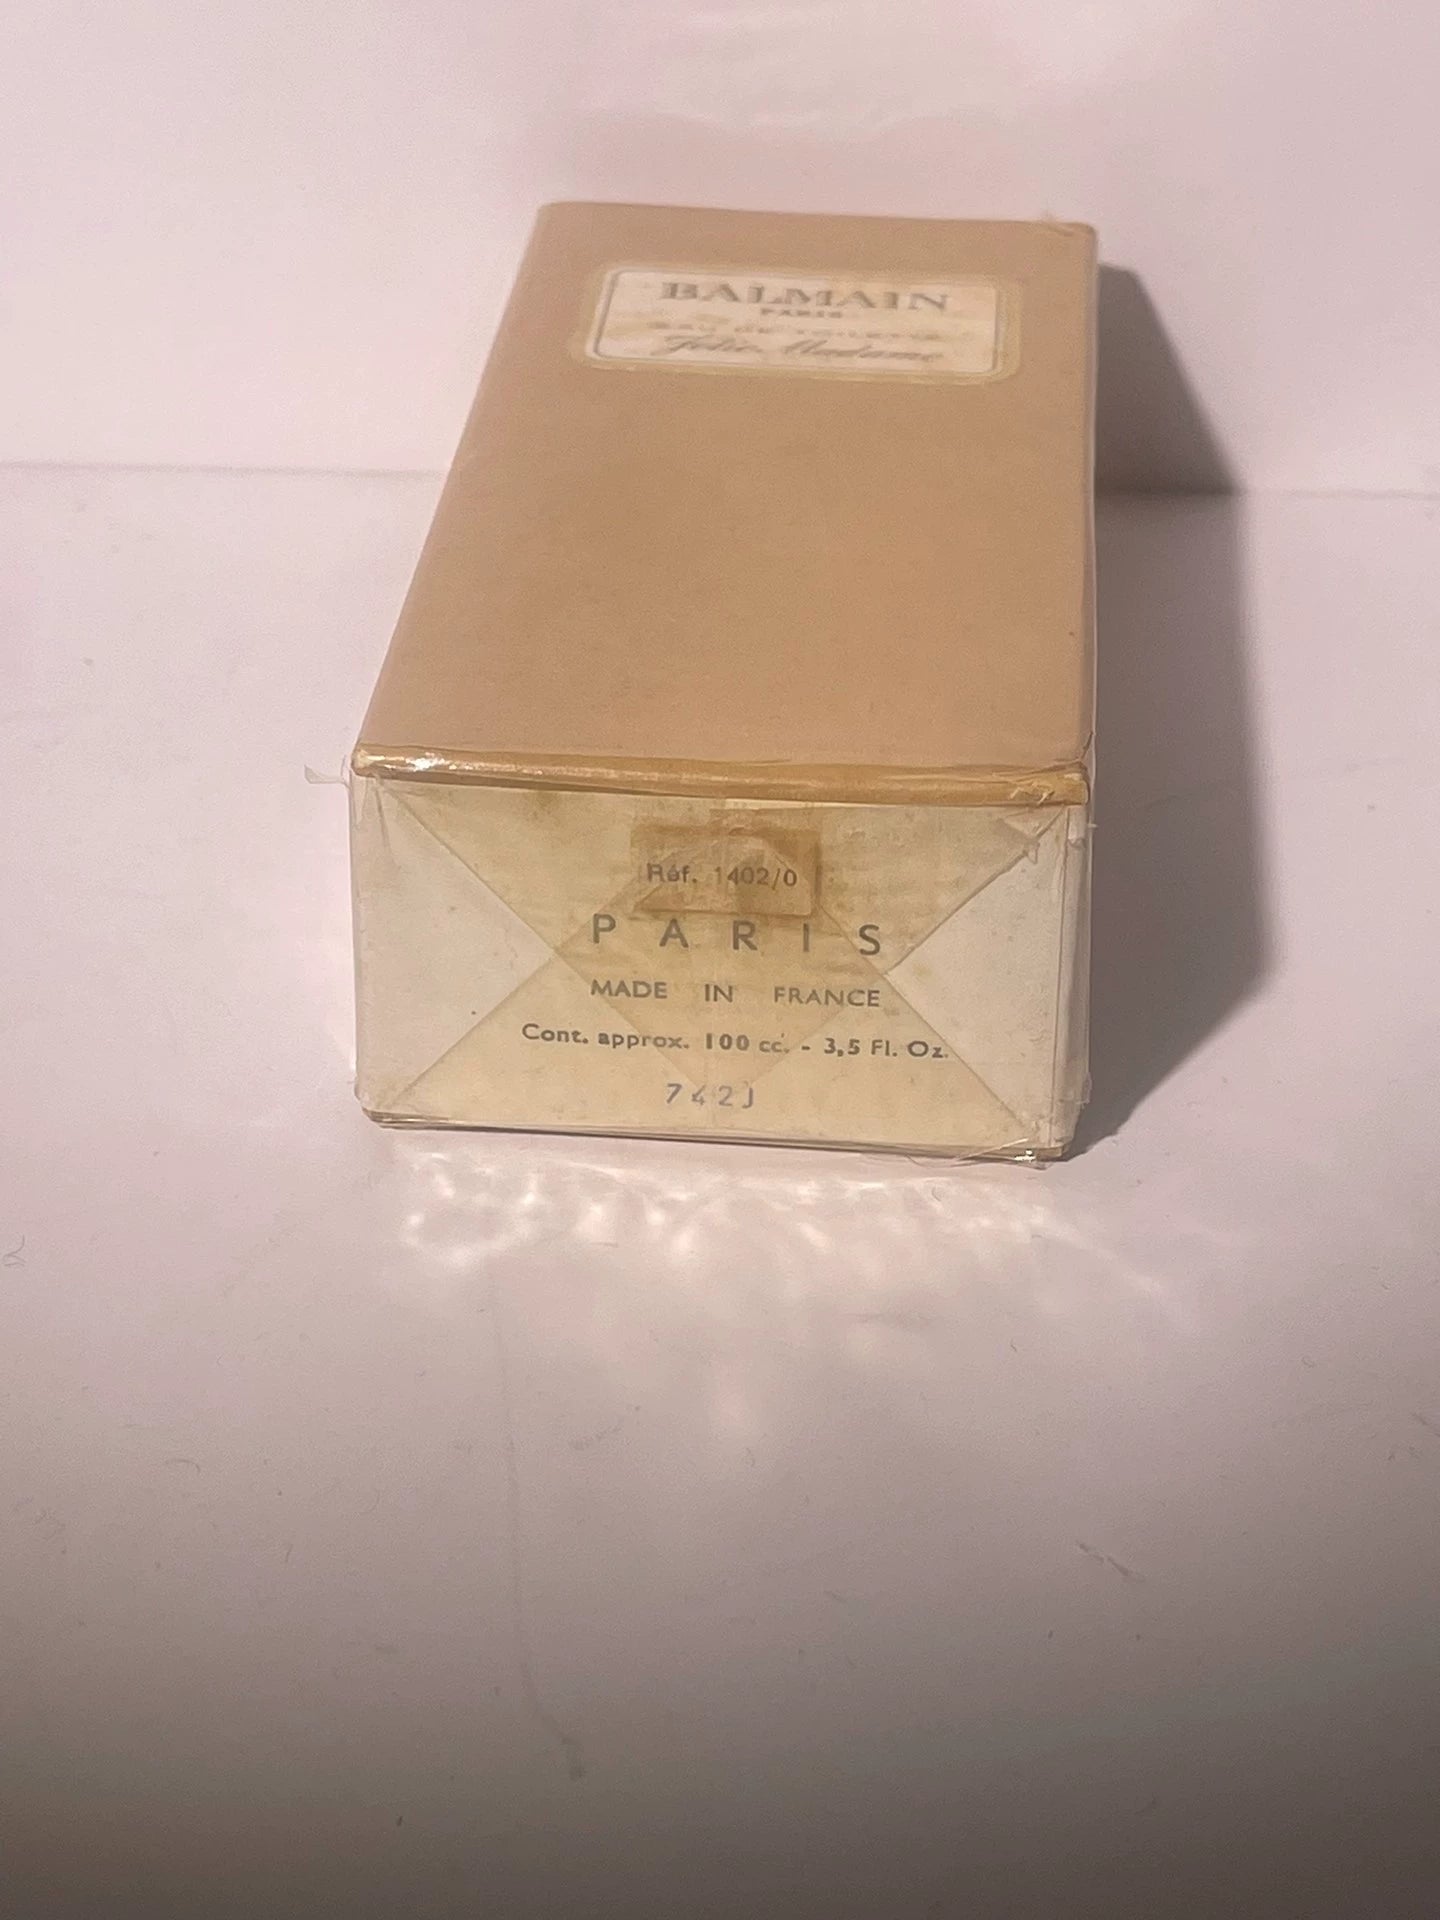 BALMAIN
PARIS
EAU DE TOILETTE
Jolie Madame
Réf. 1402/0
PARIS
MADE IN FRANCE
Cont. approx. 100 cc. - 3,5 Fl. Oz.
742J